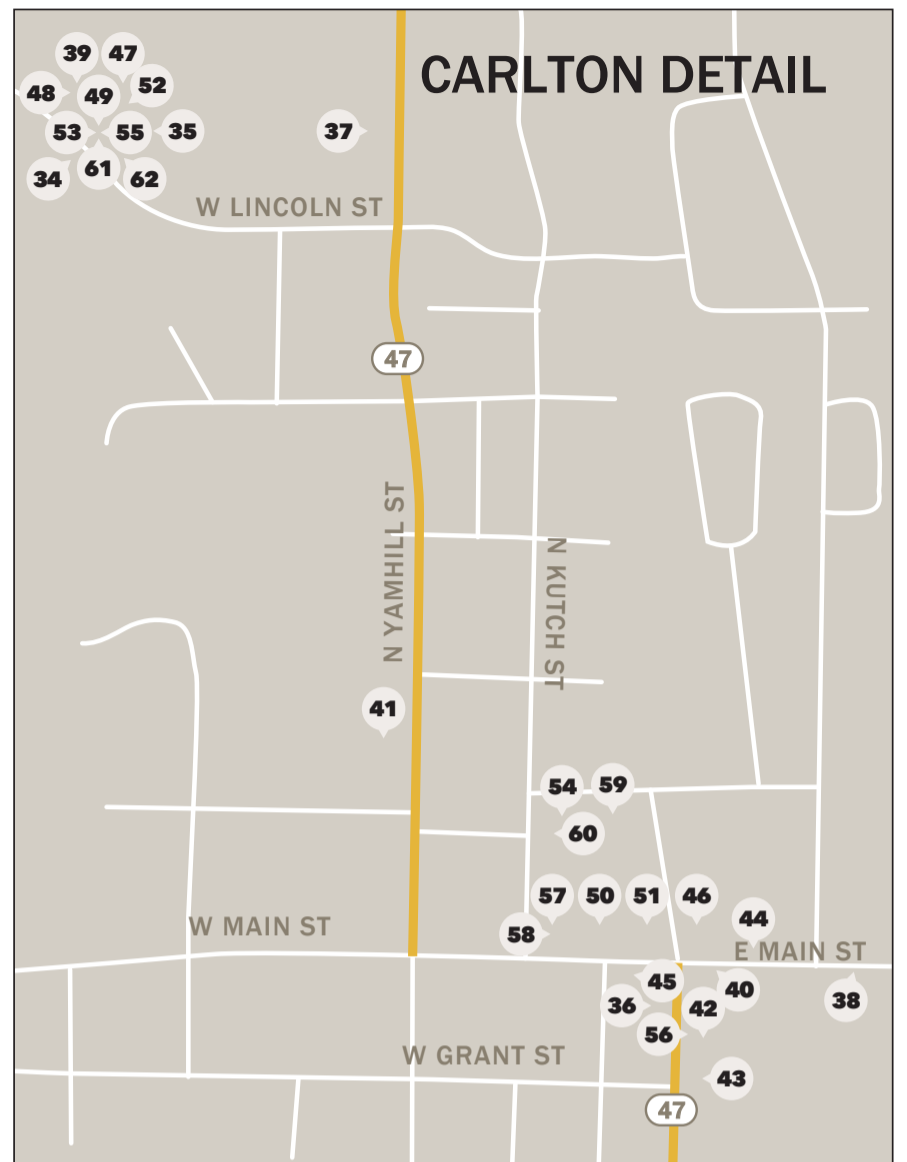 CARLTON DETAIL
39 47
48 49 52
53 55 35 37
34 61 62
W LINCOLN ST
47
N YAMHILL ST
N KUTCH ST
41
54 59
60
57 50 51 46
44
58
W MAIN ST
E MAIN ST
45 40
36 42 38
56
W GRANT ST
43
47